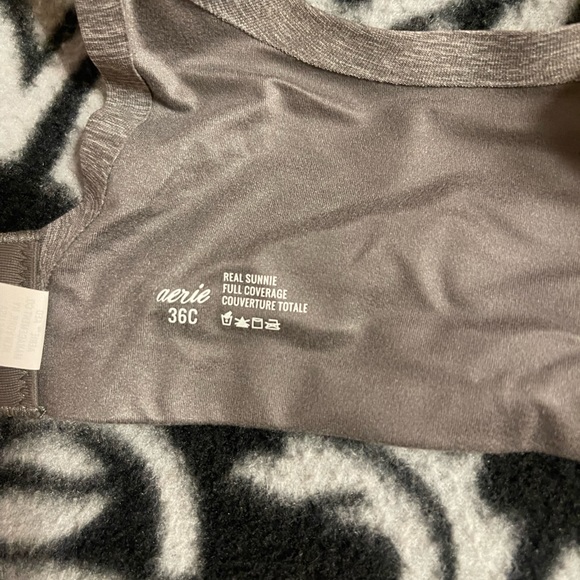 aerie
36C
REAL SUNNIE
FULL COVERAGE
COUVERTURE TOTALE